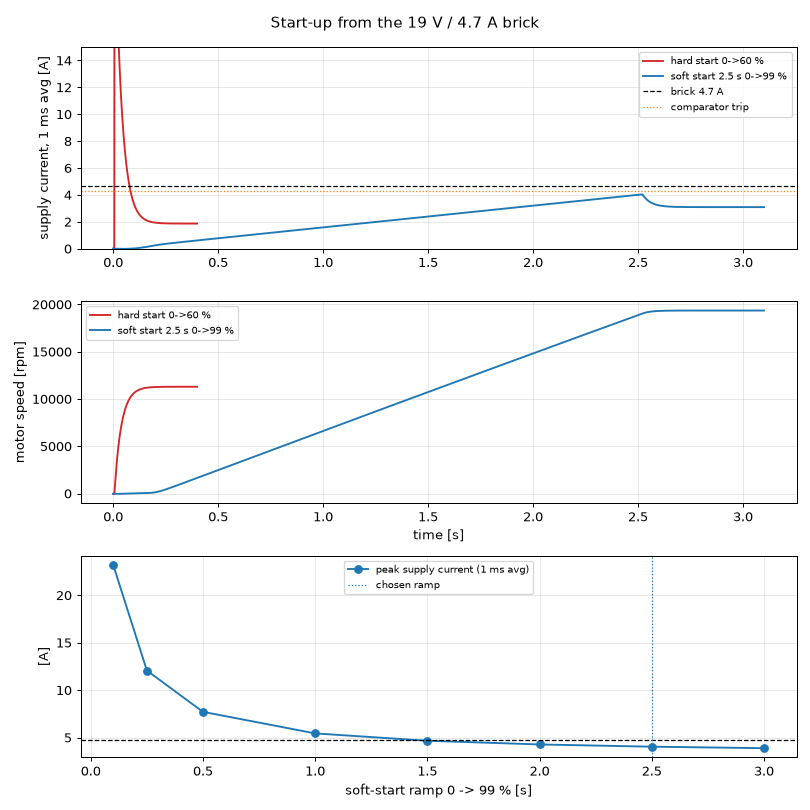 Start-up from the 19 V / 4.7 A brick
supply current, 1 ms avg [A]
14
12
10
8
6
4
2
0
hard start 0->60 %
soft start 2.5 s 0->99 %
brick 4.7 A
comparator trip
0.0 0.5 1.0 1.5 2.0 2.5 3.0
motor speed [rpm]
20000
15000
10000
5000
0
hard start 0->60 %
soft start 2.5 s 0->99 %
0.0 0.5 1.0 1.5 2.0 2.5 3.0
time [s]
[A]
20
15
10
5
peak supply current (1 ms avg)
chosen ramp
0.0 0.5 1.0 1.5 2.0 2.5 3.0
soft-start ramp 0 -> 99 % [s]